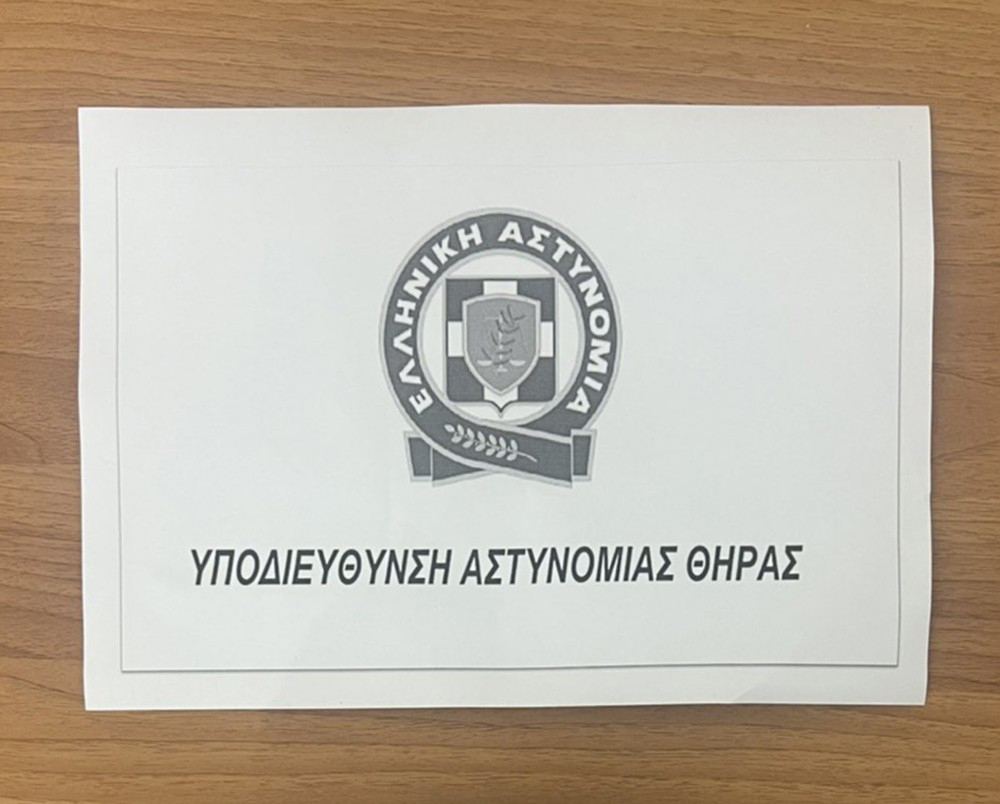 ΕΛΛΗΝΙΚΗ ΑΣΤΥΝΟΜΙΑ
ΥΠΟΔΙΕΥΘΥΝΣΗ ΑΣΤΥΝΟΜΙΑΣ ΘΗΡΑΣ